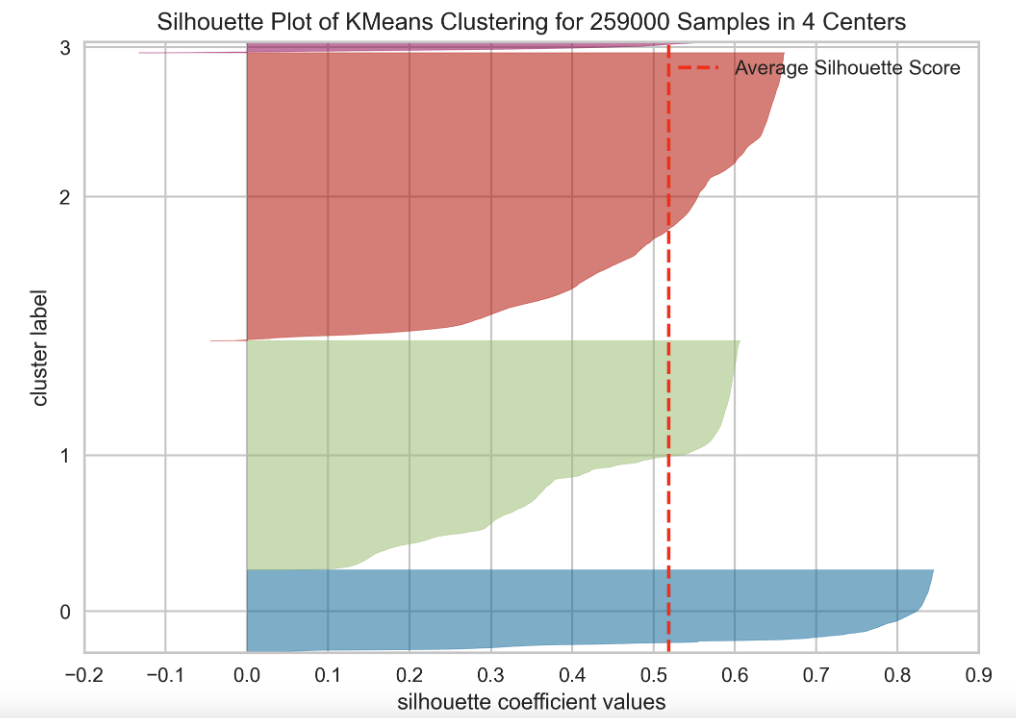 Silhouette Plot of KMeans Clustering for 259000 Samples in 4 Centers
3
Average Silhouette Score
2
cluster label
1
0
−0.2 −0.1 0.0 0.1 0.2 0.3 0.4 0.5 0.6 0.7 0.8 0.9
silhouette coefficient values